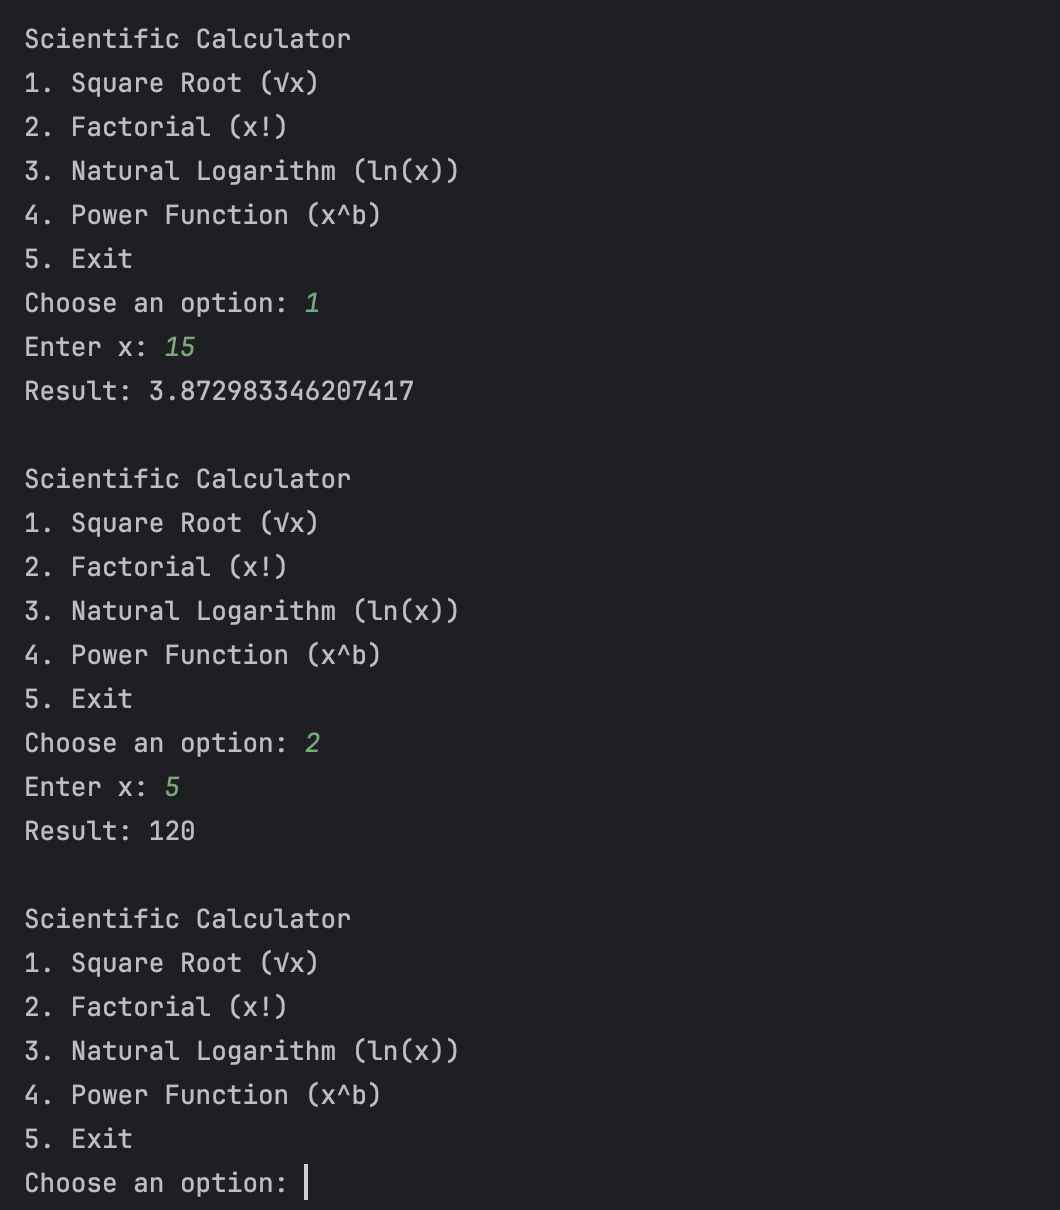 Scientific Calculator
1. Square Root (√x)
2. Factorial (x!)
3. Natural Logarithm (ln(x))
4. Power Function (x^b)
5. Exit
Choose an option: 1
Enter x: 15
Result: 3.872983346207417
Scientific Calculator
1. Square Root (√x)
2. Factorial (x!)
3. Natural Logarithm (ln(x))
4. Power Function (x^b)
5. Exit
Choose an option: 2
Enter x: 5
Result: 120
Scientific Calculator
1. Square Root (√x)
2. Factorial (x!)
3. Natural Logarithm (ln(x))
4. Power Function (x^b)
5. Exit
Choose an option: